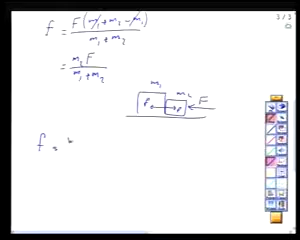 f = F(m₁+m₂-m₁) / m₁+m₂
= m₂F / m₁+m₂
m₁ m₂
f F
f =
3/3